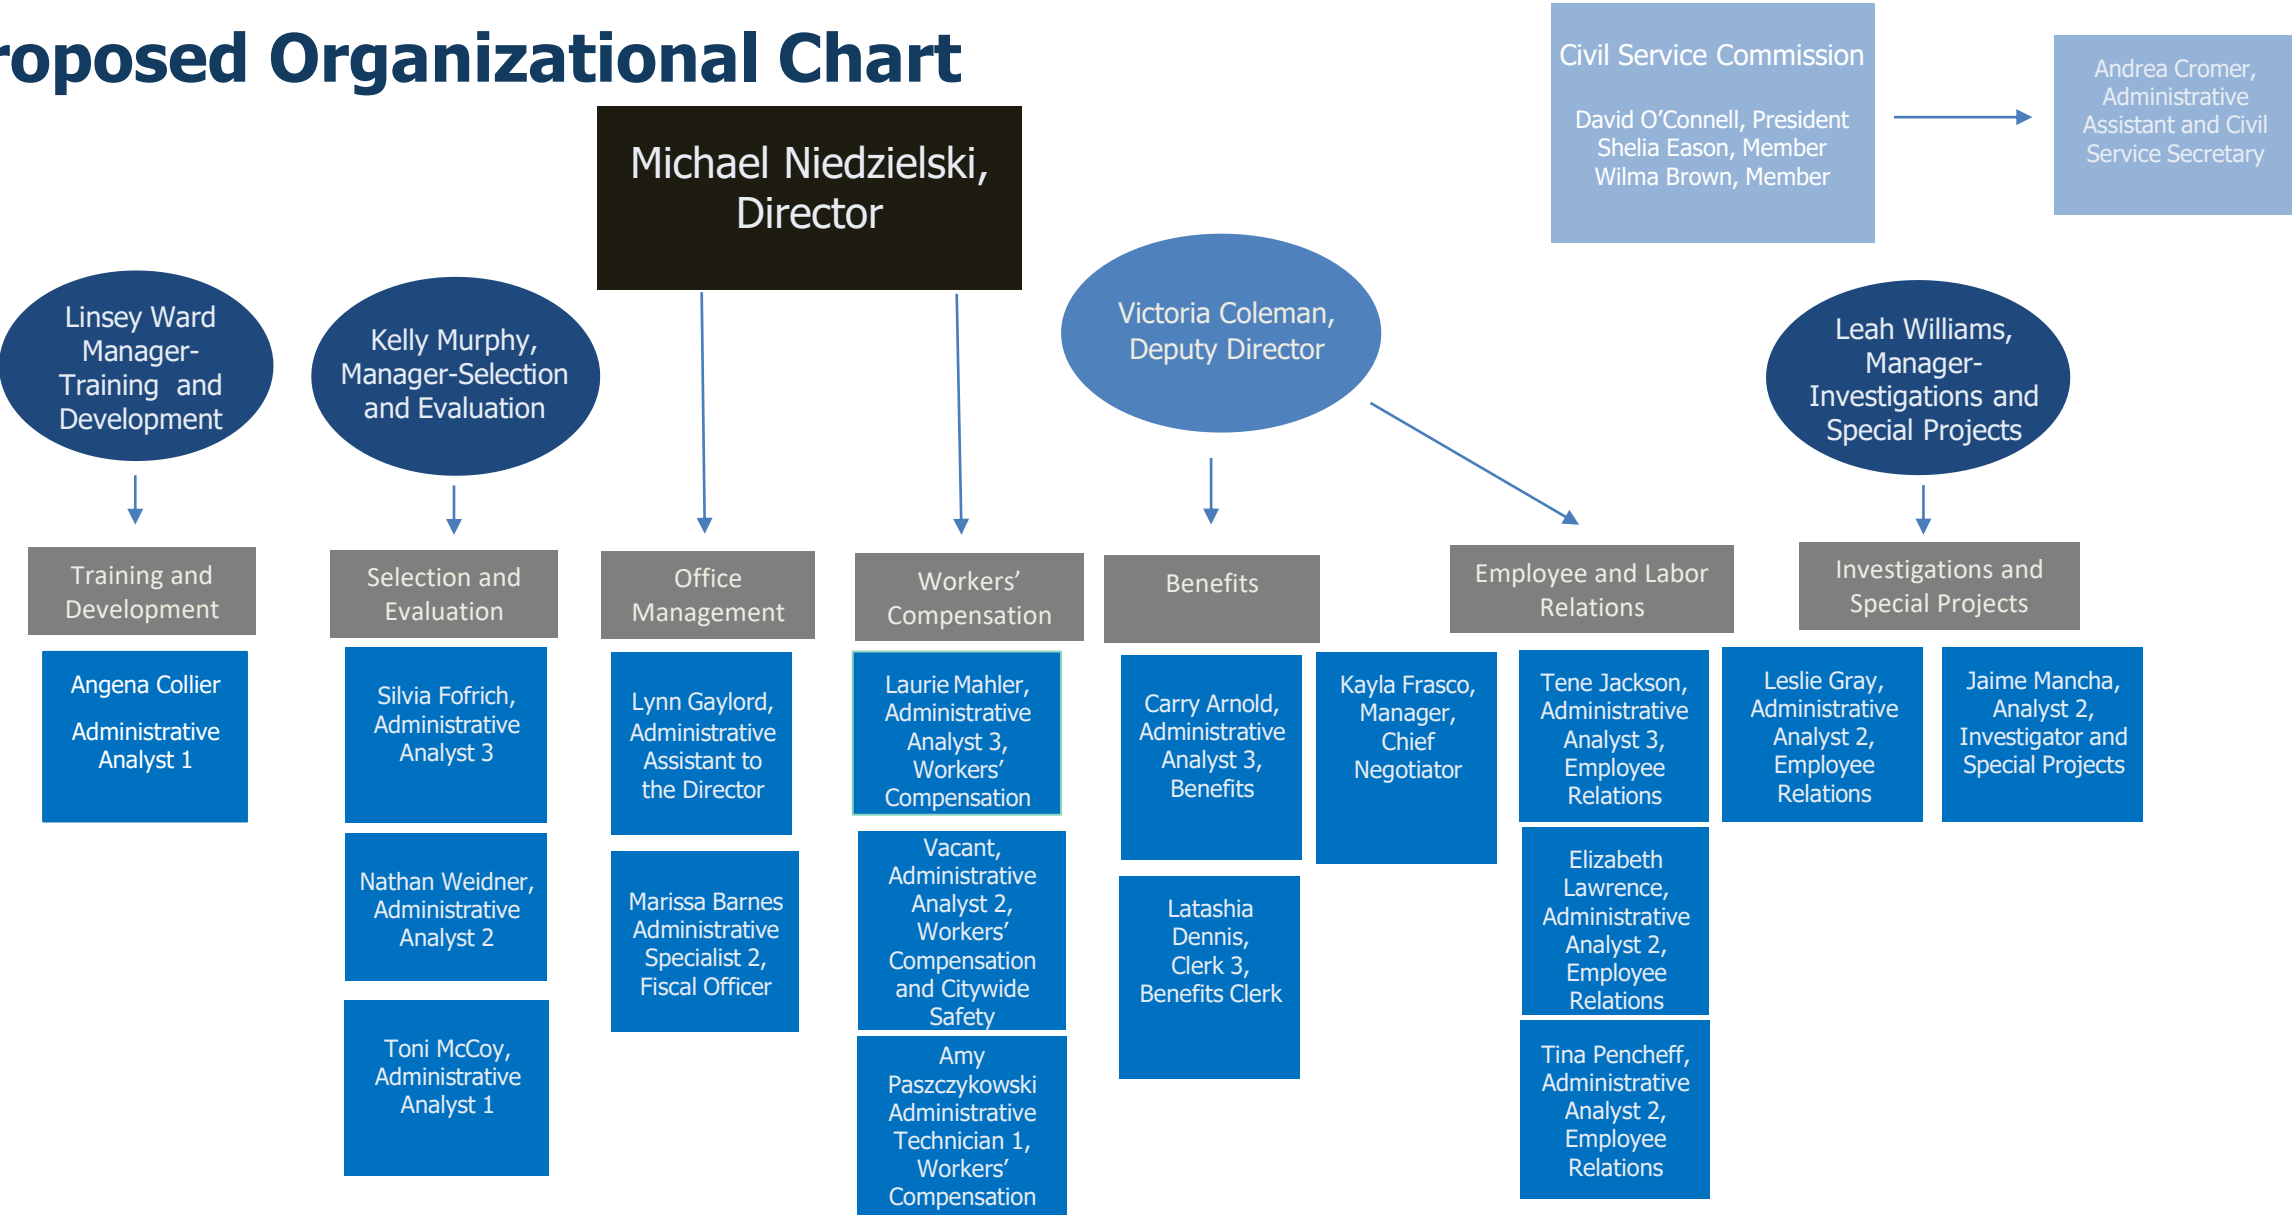 roposed Organizational Chart
Civil Service Commission
David O’Connell, President
Shelia Eason, Member
Wilma Brown, Member
Andrea Cromer,
Administrative
Assistant and Civil
Service Secretary
Michael Niedzielski,
Director
Linsey Ward
Manager-
Training and
Development
Kelly Murphy,
Manager-Selection
and Evaluation
Victoria Coleman,
Deputy Director
Leah Williams,
Manager-
Investigations and
Special Projects
Training and
Development
Selection and
Evaluation
Office
Management
Workers’
Compensation
Benefits
Employee and Labor
Relations
Investigations and
Special Projects
Angena Collier
Administrative
Analyst 1
Silvia Fofrich,
Administrative
Analyst 3
Nathan Weidner,
Administrative
Analyst 2
Toni McCoy,
Administrative
Analyst 1
Lynn Gaylord,
Administrative
Assistant to
the Director
Marissa Barnes
Administrative
Specialist 2,
Fiscal Officer
Laurie Mahler,
Administrative
Analyst 3,
Workers’
Compensation
Vacant,
Administrative
Analyst 2,
Workers’
Compensation
and Citywide
Safety
Amy
Paszczykowski
Administrative
Technician 1,
Workers’
Compensation
Carry Arnold,
Administrative
Analyst 3,
Benefits
Latashia
Dennis,
Clerk 3,
Benefits Clerk
Kayla Frasco,
Manager,
Chief
Negotiator
Tene Jackson,
Administrative
Analyst 3,
Employee
Relations
Elizabeth
Lawrence,
Administrative
Analyst 2,
Employee
Relations
Tina Pencheff,
Administrative
Analyst 2,
Employee
Relations
Leslie Gray,
Administrative
Analyst 2,
Employee
Relations
Jaime Mancha,
Analyst 2,
Investigator and
Special Projects